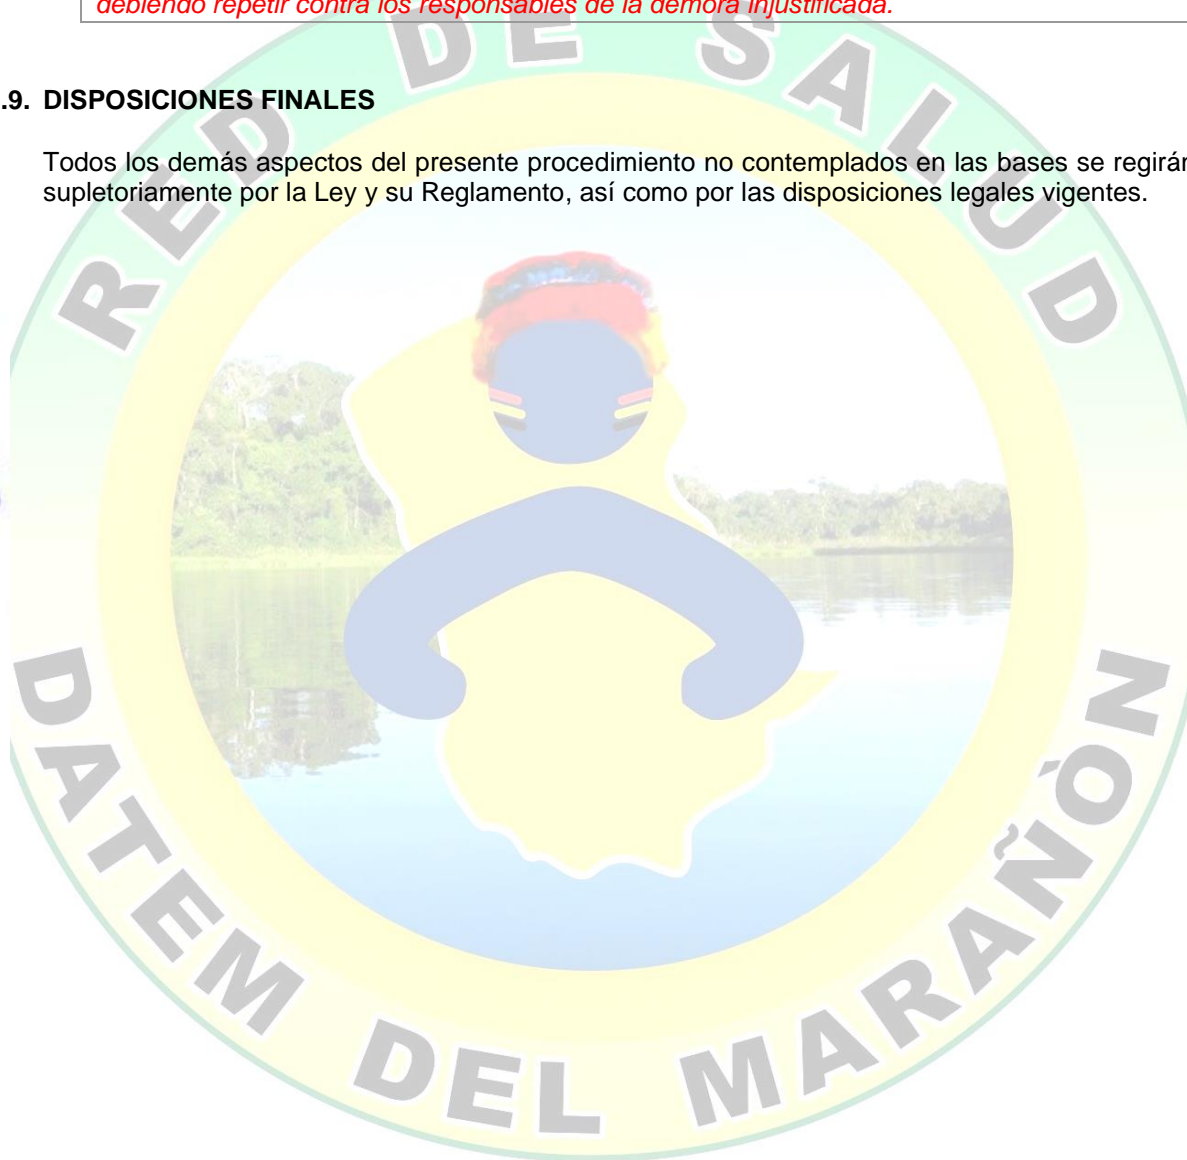 debiendo repetir contra los responsables de la demora injustificada.
.9. DISPOSICIONES FINALES
Todos los demás aspectos del presente procedimiento no contemplados en las bases se regirán
supletoriamente por la Ley y su Reglamento, así como por las disposiciones legales vigentes.
RED DE SALUD
DATEM DEL MARAÑÒN